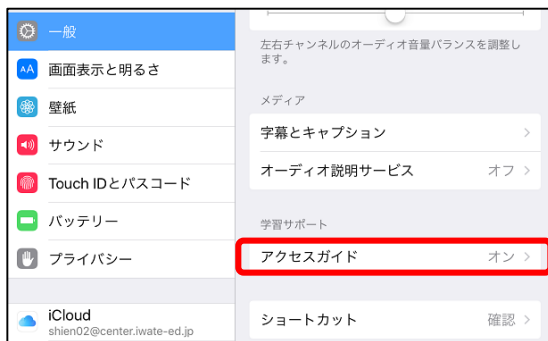 一般
画面表示と明るさ
壁紙
サウンド
Touch IDとパスコード
バッテリー
プライバシー
iCloud
shien02@center.iwate-ed.jp
左右チャンネルのオーディオ音量バランスを調整し
ます。
メディア
字幕とキャプション
オーディオ説明サービス オフ
学習サポート
アクセスガイド オン
ショートカット 確認